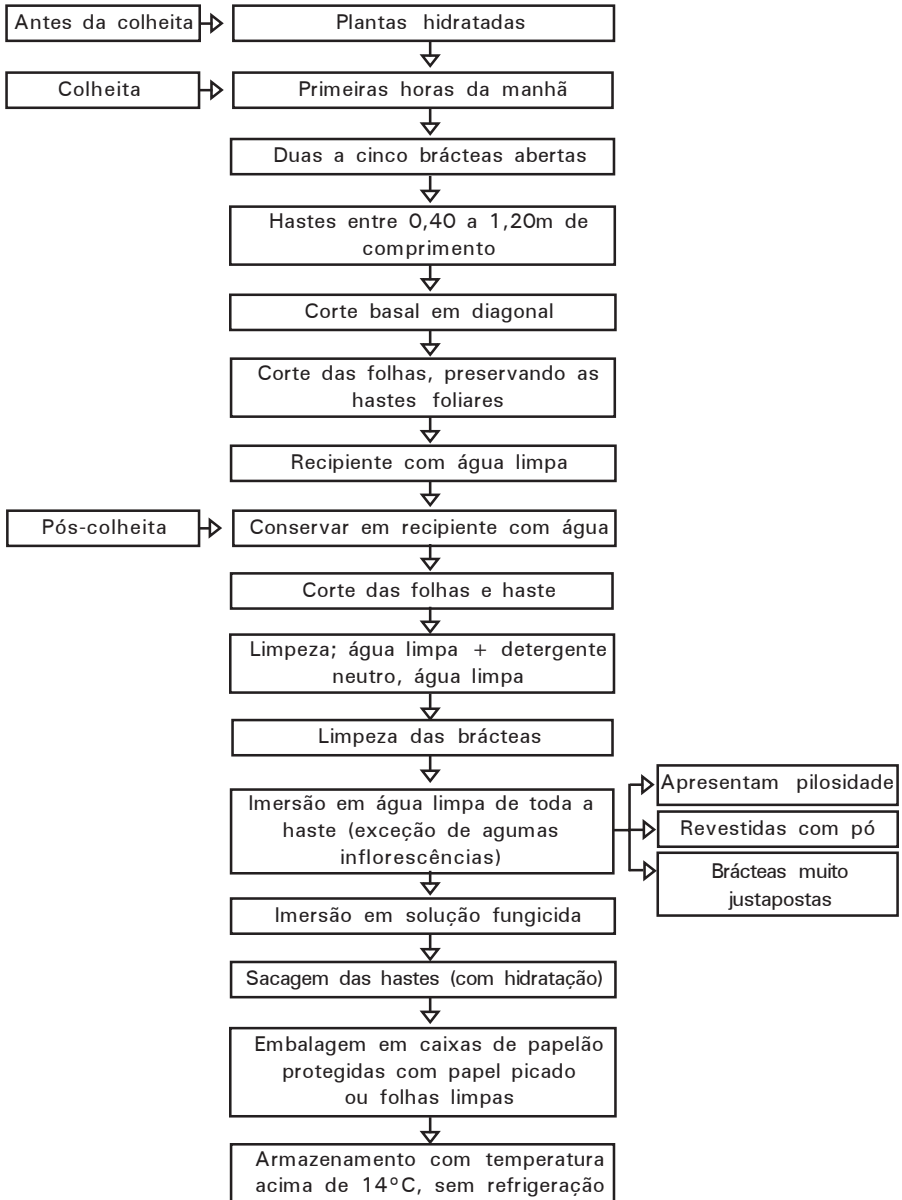 Antes da colheita
Plantas hidratadas
Colheita
Primeiras horas da manhã
Duas a cinco brácteas abertas
Hastes entre 0,40 a 1,20m de
comprimento
Corte basal em diagonal
Corte das folhas, preservando as
hastes foliares
Recipiente com água limpa
Pós-colheita
Conservar em recipiente com água
Corte das folhas e haste
Limpeza; água limpa + detergente
neutro, água limpa
Limpeza das brácteas
Imersão em água limpa de toda a
haste (exceção de agumas
inflorescências)
Apresentam pilosidade
Revestidas com pó
Brácteas muito
justapostas
Imersão em solução fungicida
Sacagem das hastes (com hidratação)
Embalagem em caixas de papelão
protegidas com papel picado
ou folhas limpas
Armazenamento com temperatura
acima de 14ºC, sem refrigeração